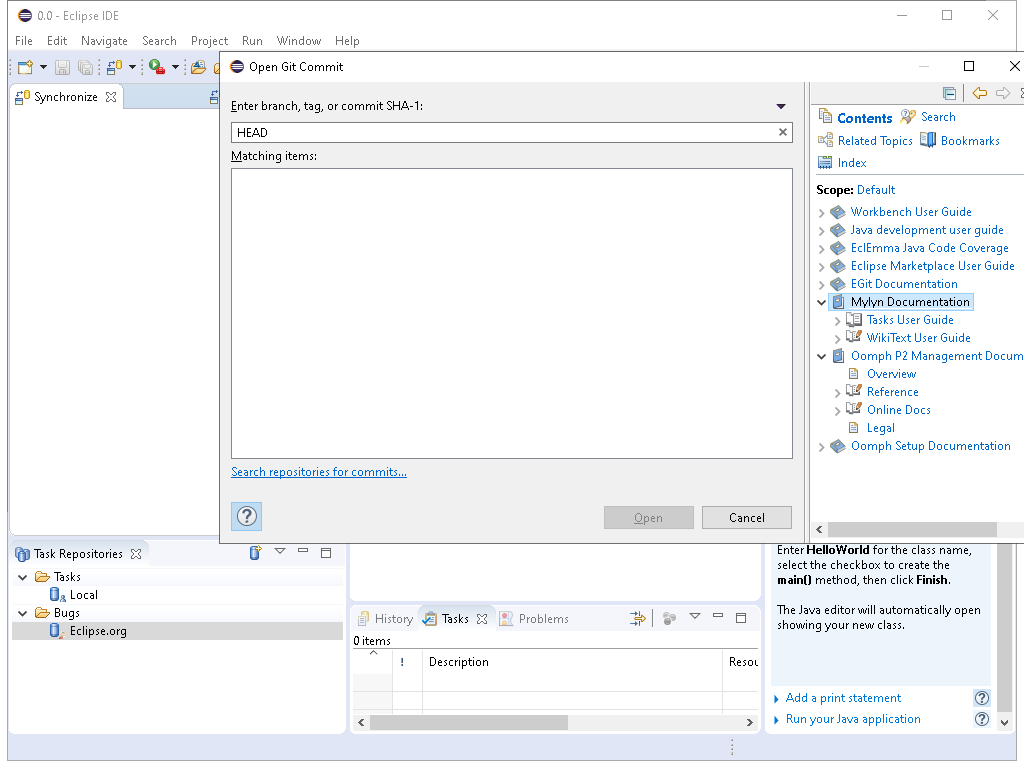 0.0 - Eclipse IDE
File Edit Navigate Search Project Run Window Help
Synchronize
Open Git Commit
Enter branch, tag, or commit SHA-1:
HEAD
Matching items:
Search repositories for commits...
Open Cancel
Contents Search
Related Topics Bookmarks
Index
Scope: Default
Workbench User Guide
Java development user guide
EclEmma Java Code Coverage
Eclipse Marketplace User Guide
EGit Documentation
Mylyn Documentation
Tasks User Guide
WikiText User Guide
Oomph P2 Management Docum
Overview
Reference
Online Docs
Legal
Oomph Setup Documentation
Task Repositories
Tasks
Local
Bugs
Eclipse.org
History Tasks Problems
0 items
! Description Resou
Enter HelloWorld for the class name,
select the checkbox to create the
main() method, then click Finish.
The Java editor will automatically open
showing your new class.
Add a print statement
Run your Java application